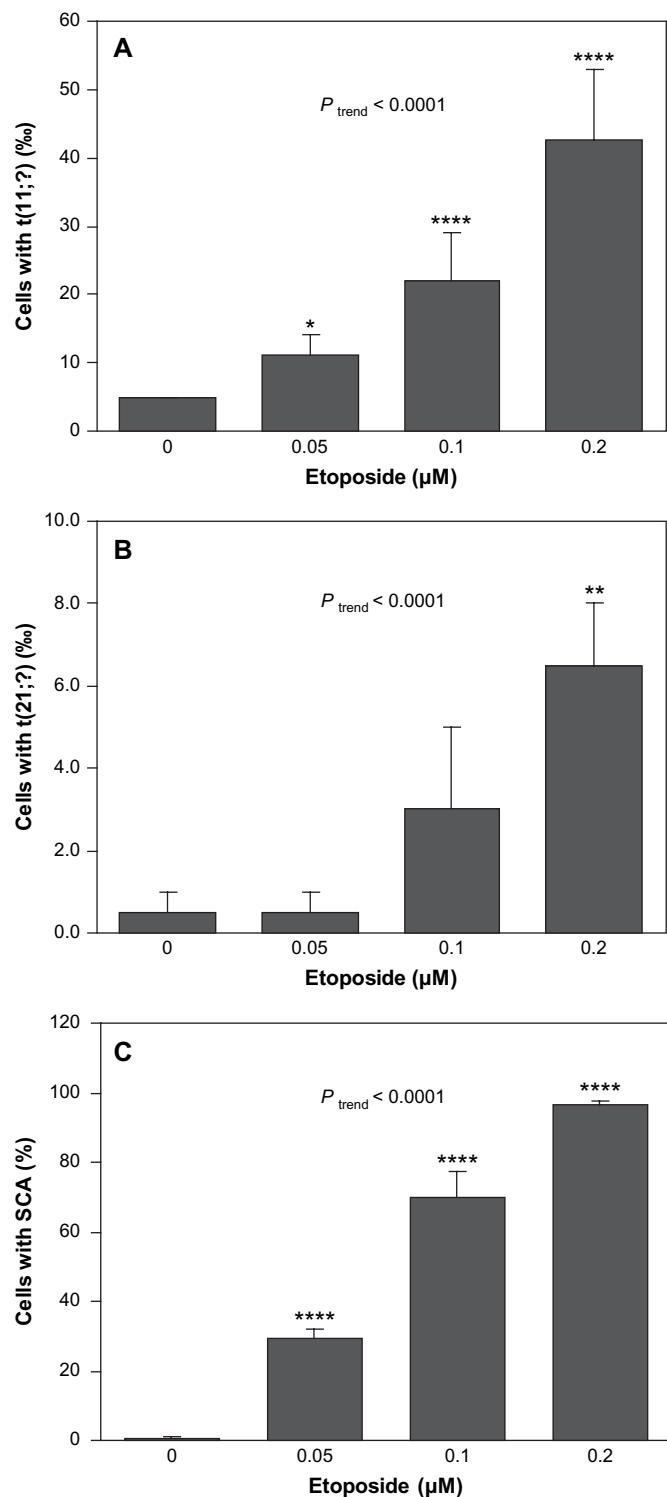 60
A
****
50
P trend < 0.0001
Cells with t(11;?) (‰)
40
****
30
20
*
10
0
0 0.05 0.1 0.2
Etoposide (µM)
10.0
B
8.0
**
P trend < 0.0001
Cells with t(21;?) (‰)
6.0
4.0
2.0
0.0
0 0.05 0.1 0.2
Etoposide (µM)
120
C
****
100
P trend < 0.0001
Cells with SCA (%)
80
****
60
40
****
20
0
0 0.05 0.1 0.2
Etoposide (µM)